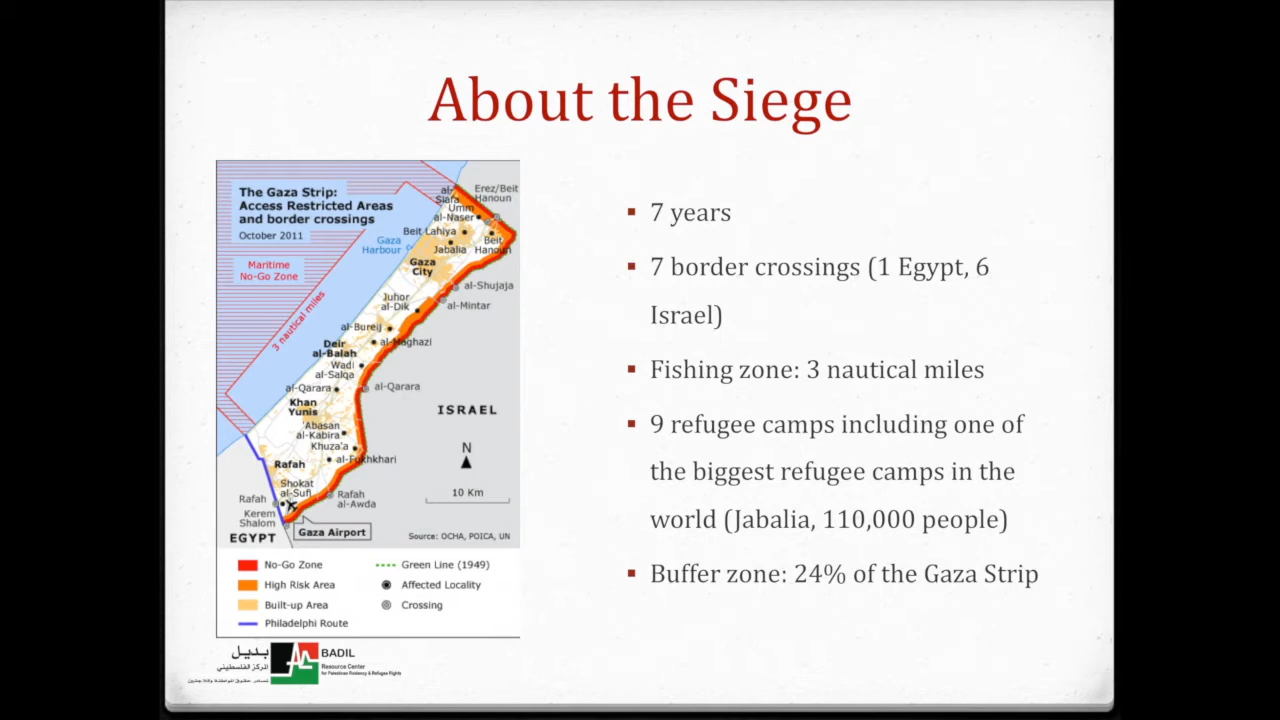 About the Siege
The Gaza Strip:
Access Restricted Areas
and border crossings
October 2011
Maritime
No-Go Zone
3 nautical miles
Gaza
Harbour
al-
Siafa
Erez/Beit
Hanoun
Umm
al-Naser
Beit Lahiya
Jabalia
Beit
Hanoun
Gaza
City
al-Shujaja
al-Mintar
Juhor
al-Dik
al-Bureij
al-Maghazi
Deir
al-Balah
Wadi
al-Salqa
al-Qarara
al-Qarara
Khan
Yunis
ISRAEL
Abasan
al-Kabira
Khuza'a
al-Fukhkhari
N
Rafah
Shokat
al-Sufi
Rafah
Rafah
al-Awda
10 Km
Kerem
Shalom
Gaza Airport
EGYPT
Source: OCHA, POICA, UN
No-Go Zone
High Risk Area
Built-up Area
Philadelphi Route
Green Line (1949)
Affected Locality
Crossing
7 years
7 border crossings (1 Egypt, 6
Israel)
Fishing zone: 3 nautical miles
9 refugee camps including one of
the biggest refugee camps in the
world (Jabalia, 110,000 people)
Buffer zone: 24% of the Gaza Strip
بديل
المركز الفلسطيني
لمصادر حقوق المواطنة واللاجئين
BADIL
Resource Center
for Palestinian Residency & Refugee Rights